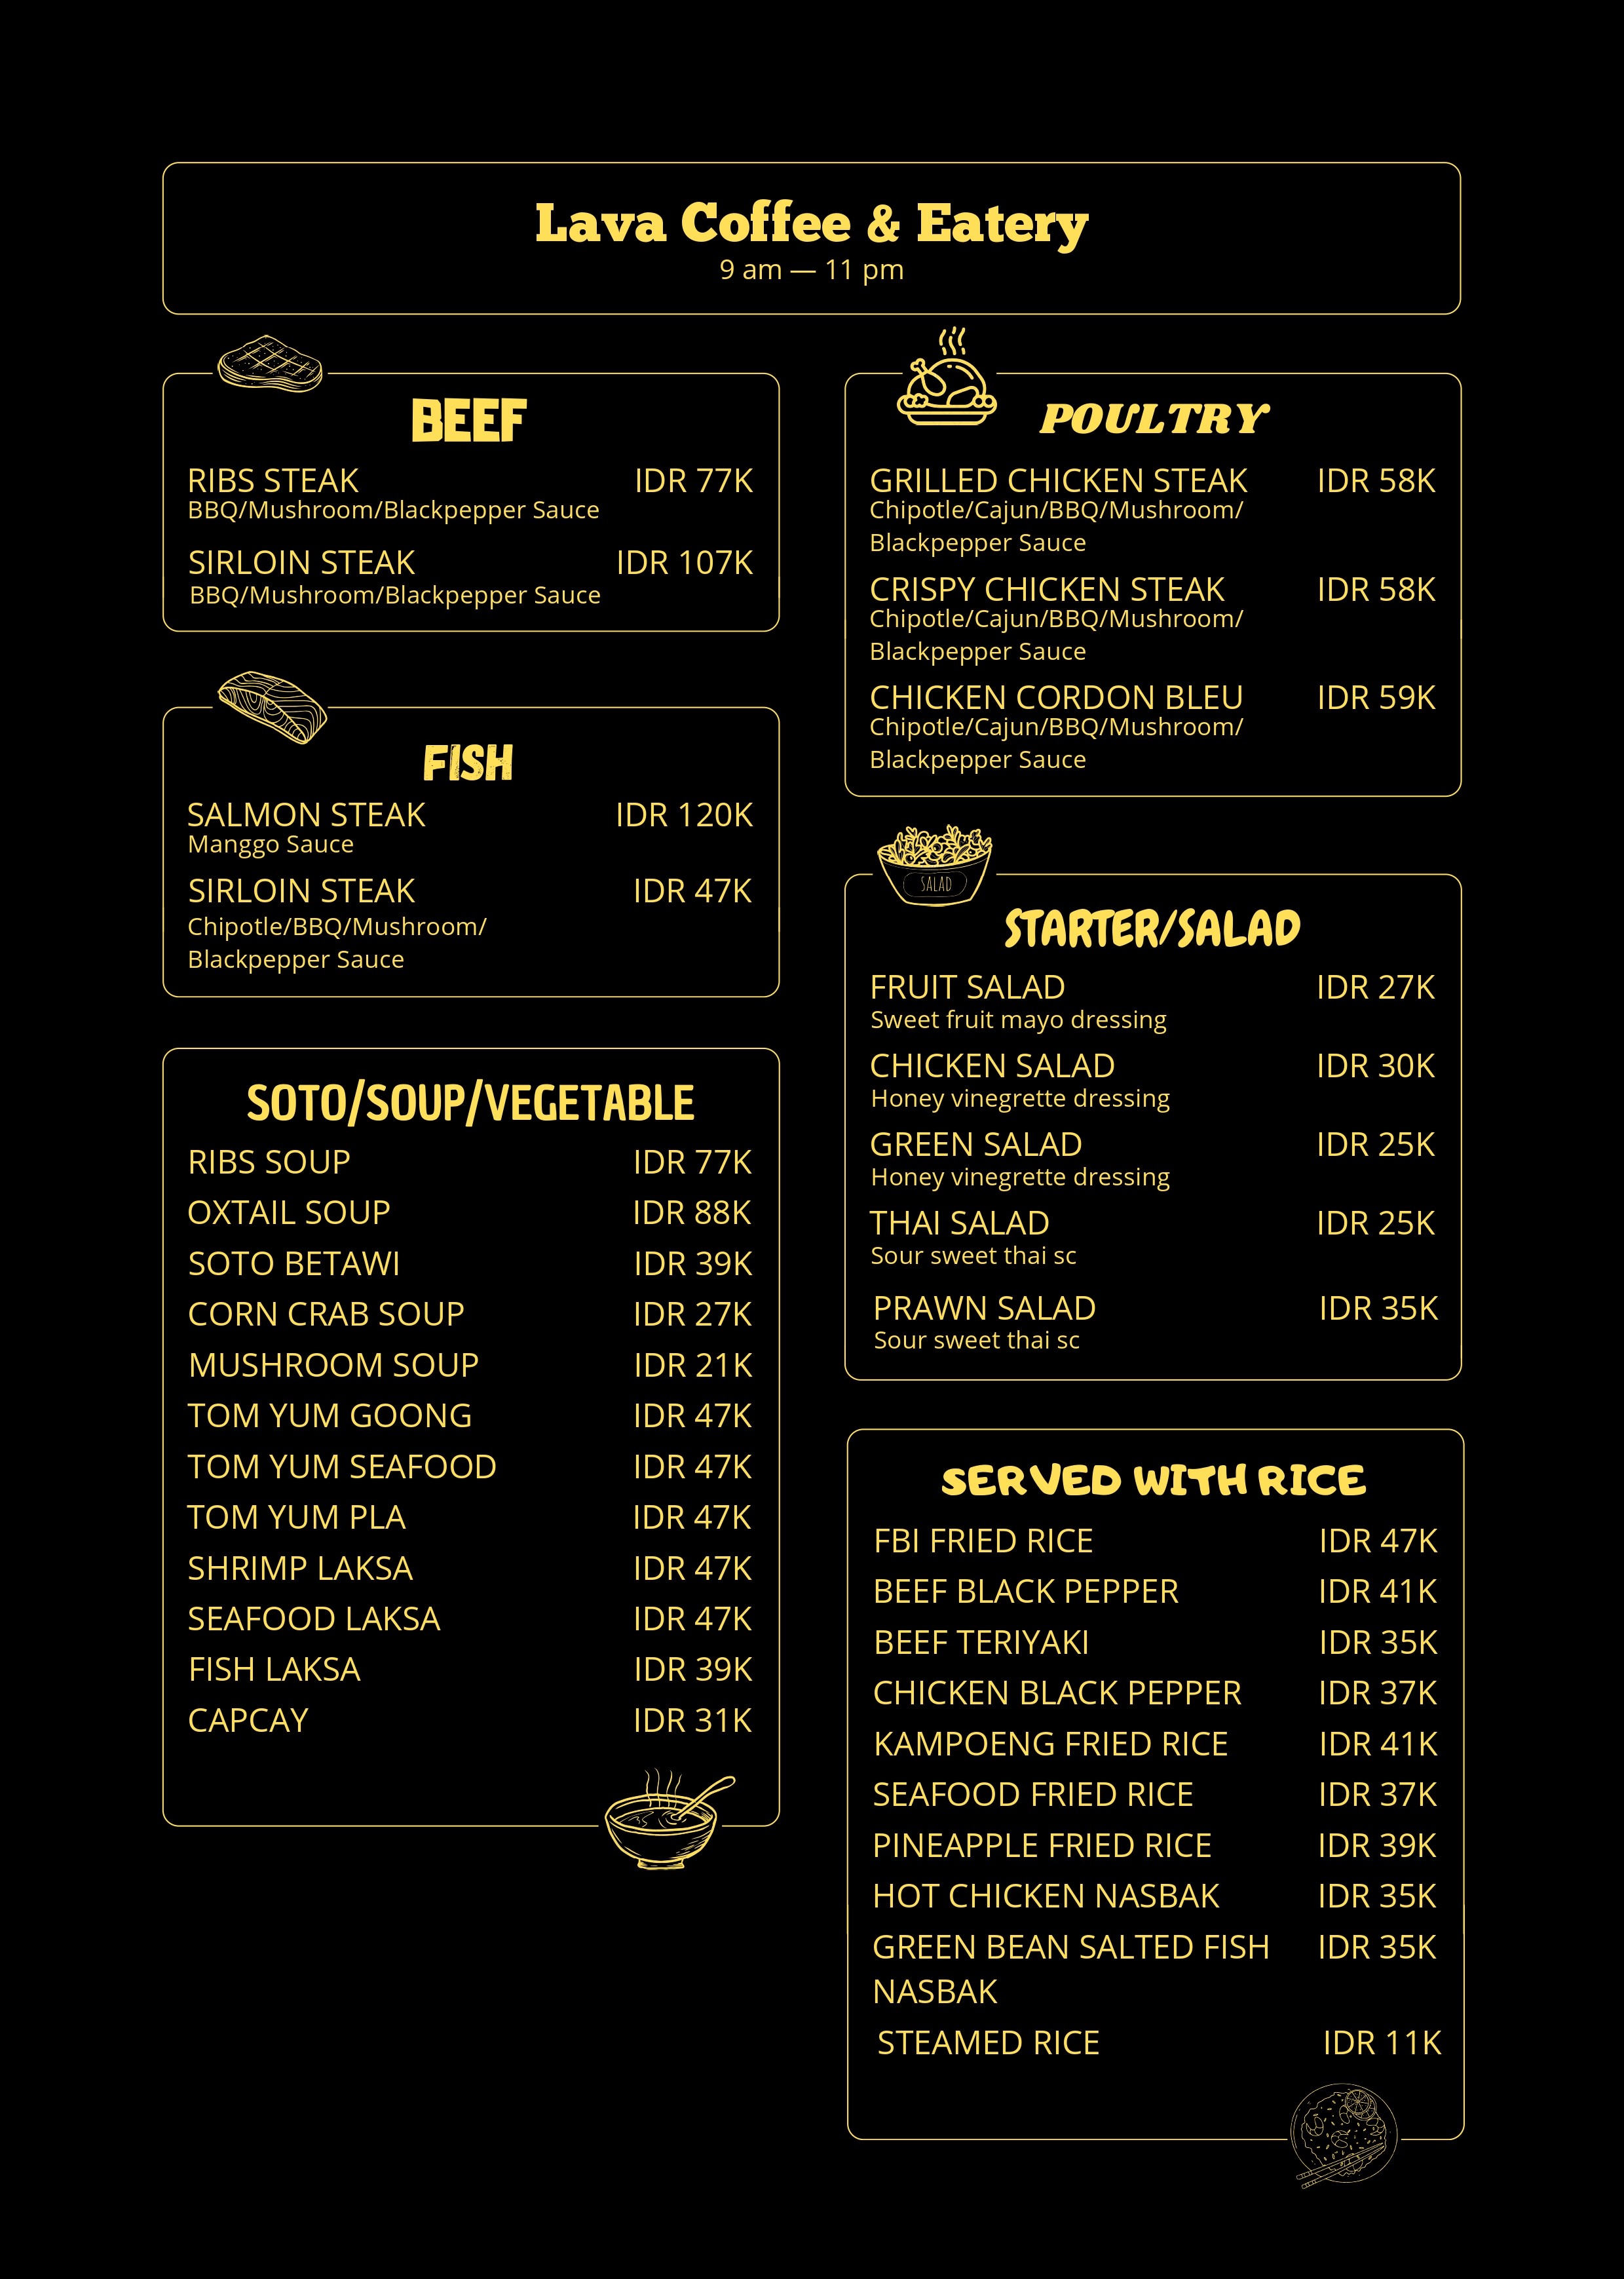 Lava Coffee & Eatery
9 am — 11 pm
BEEF
RIBS STEAK IDR 77K
BBQ/Mushroom/Blackpepper Sauce
SIRLOIN STEAK IDR 107K
BBQ/Mushroom/Blackpepper Sauce
FISH
SALMON STEAK IDR 120K
Manggo Sauce
SIRLOIN STEAK IDR 47K
Chipotle/BBQ/Mushroom/
Blackpepper Sauce
SOTO/SOUP/VEGETABLE
RIBS SOUP IDR 77K
OXTAIL SOUP IDR 88K
SOTO BETAWI IDR 39K
CORN CRAB SOUP IDR 27K
MUSHROOM SOUP IDR 21K
TOM YUM GOONG IDR 47K
TOM YUM SEAFOOD IDR 47K
TOM YUM PLA IDR 47K
SHRIMP LAKSA IDR 47K
SEAFOOD LAKSA IDR 47K
FISH LAKSA IDR 39K
CAPCAY IDR 31K
POULTRY
GRILLED CHICKEN STEAK IDR 58K
Chipotle/Cajun/BBQ/Mushroom/
Blackpepper Sauce
CRISPY CHICKEN STEAK IDR 58K
Chipotle/Cajun/BBQ/Mushroom/
Blackpepper Sauce
CHICKEN CORDON BLEU IDR 59K
Chipotle/Cajun/BBQ/Mushroom/
Blackpepper Sauce
SALAD
STARTER/SALAD
FRUIT SALAD IDR 27K
Sweet fruit mayo dressing
CHICKEN SALAD IDR 30K
Honey vinegrette dressing
GREEN SALAD IDR 25K
Honey vinegrette dressing
THAI SALAD IDR 25K
Sour sweet thai sc
PRAWN SALAD IDR 35K
Sour sweet thai sc
SERVED WITH RICE
FBI FRIED RICE IDR 47K
BEEF BLACK PEPPER IDR 41K
BEEF TERIYAKI IDR 35K
CHICKEN BLACK PEPPER IDR 37K
KAMPOENG FRIED RICE IDR 41K
SEAFOOD FRIED RICE IDR 37K
PINEAPPLE FRIED RICE IDR 39K
HOT CHICKEN NASBAK IDR 35K
GREEN BEAN SALTED FISH IDR 35K
NASBAK
STEAMED RICE IDR 11K